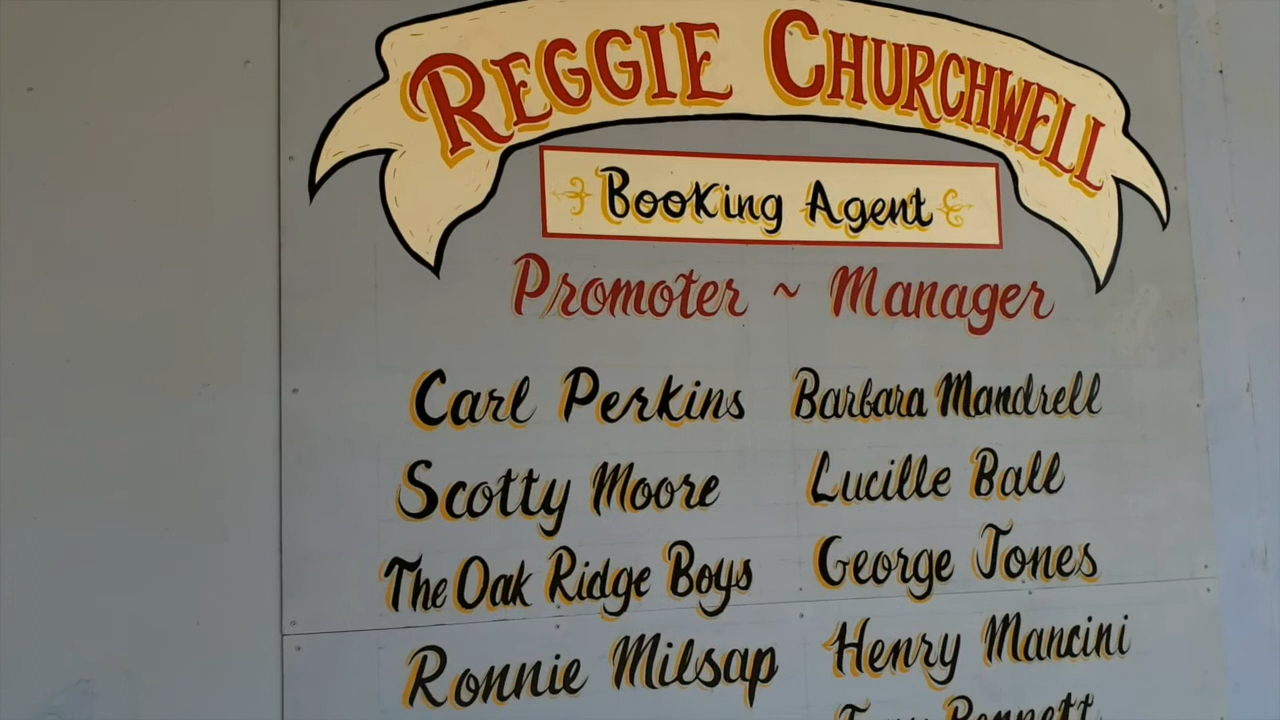 REGGIE CHURCHWELL
Booking Agent
Promoter ~ Manager
Carl Perkins Barbara Mandrell
Scotty Moore Lucille Ball
The Oak Ridge Boys George Jones
Ronnie Milsap Henry Mancini
Bennett